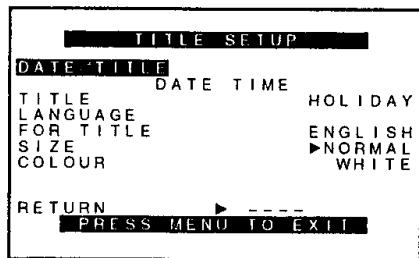 TITLE SETUP
DATE/TITLE
DATE TIME
TITLE HOLIDAY
LANGUAGE
FOR TITLE ENGLISH
SIZE ►NORMAL
COLOUR WHITE
RETURN ► ----
PRESS MENU TO EXIT